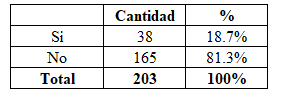 Cantidad %
Si 38 18.7%
No 165 81.3%
Total 203 100%